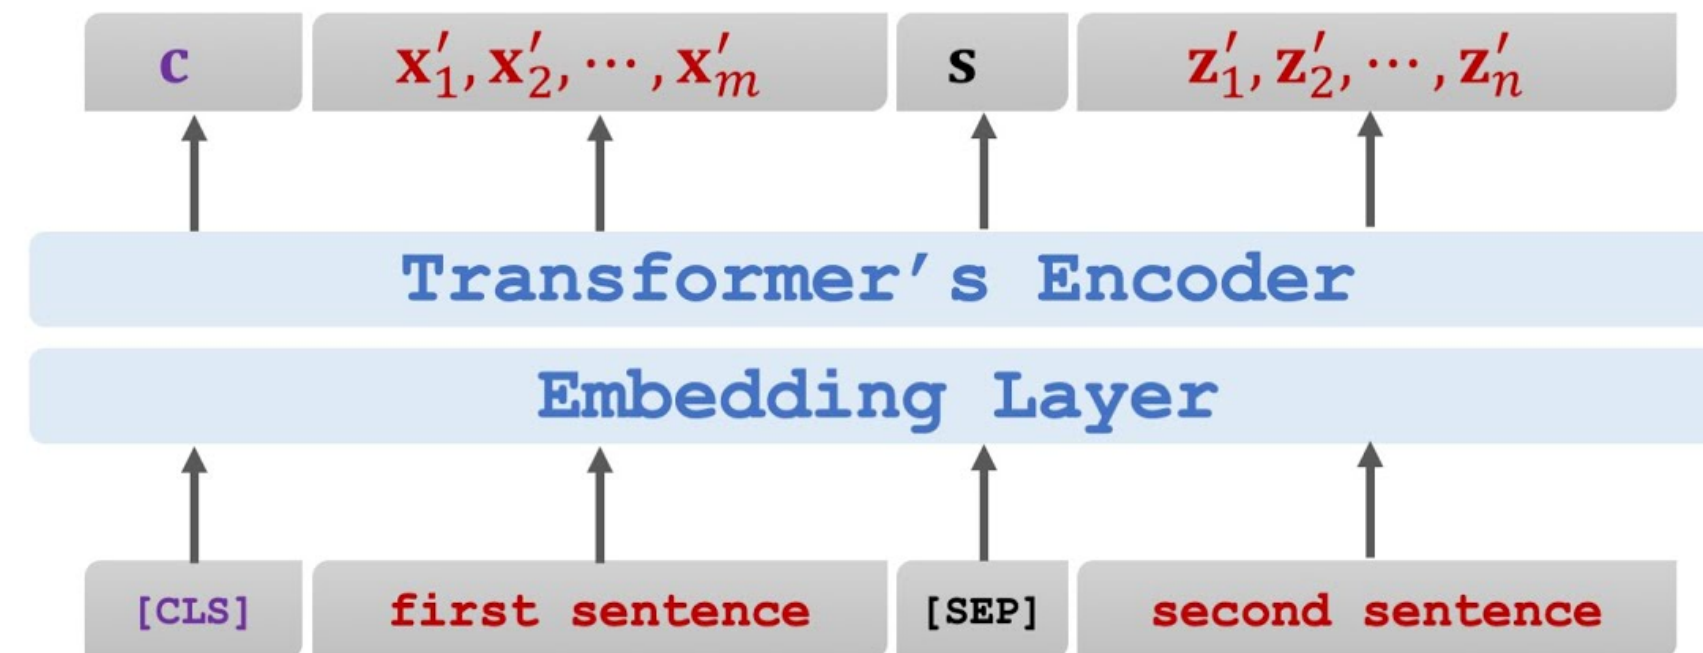 c x′₁, x′₂, ⋯, x′ₘ s z′₁, z′₂, ⋯, z′ₙ
Transformer's Encoder
Embedding Layer
[CLS] first sentence [SEP] second sentence